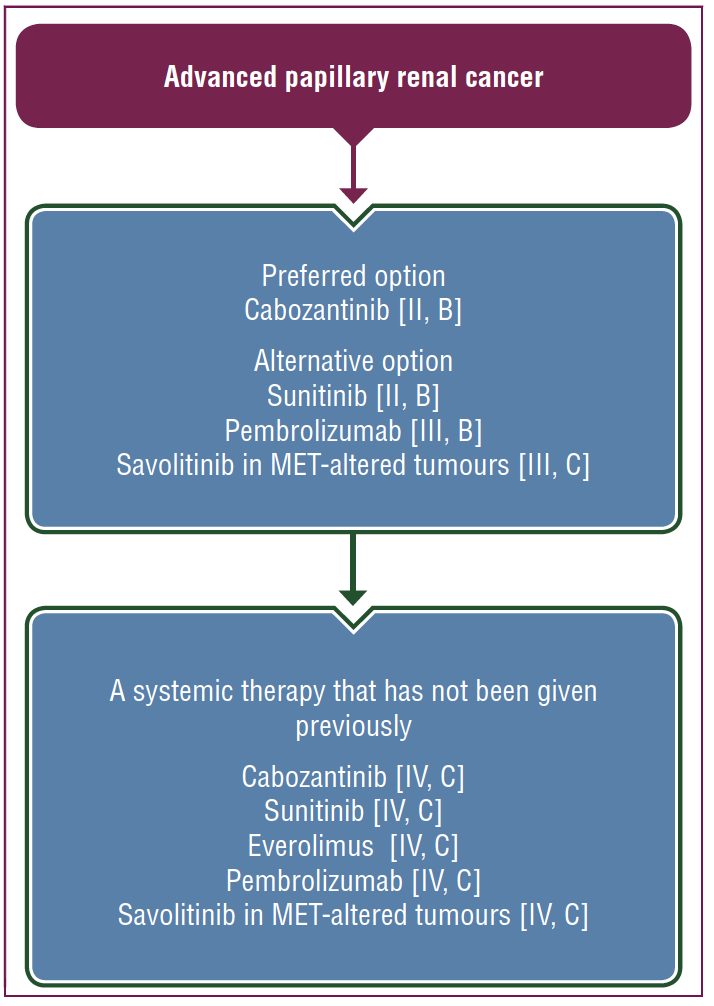 Advanced papillary renal cancer
Preferred option
Cabozantinib [II, B]
Alternative option
Sunitinib [II, B]
Pembrolizumab [III, B]
Savolitinib in MET-altered tumours [III, C]
A systemic therapy that has not been given
previously
Cabozantinib [IV, C]
Sunitinib [IV, C]
Everolimus [IV, C]
Pembrolizumab [IV, C]
Savolitinib in MET-altered tumours [IV, C]